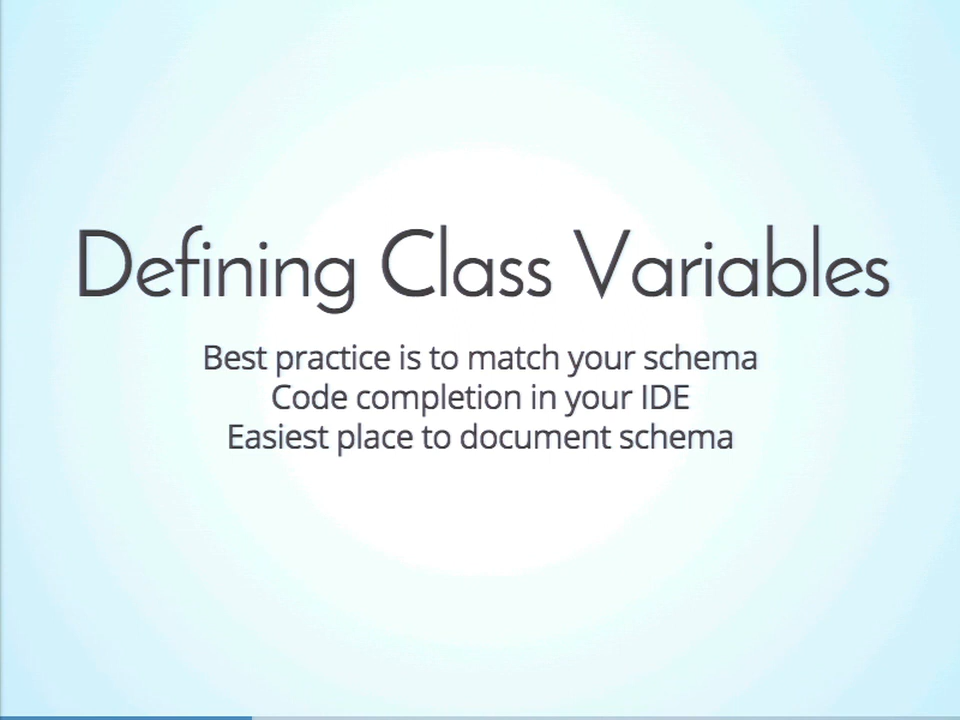 Defining Class Variables
Best practice is to match your schema
Code completion in your IDE
Easiest place to document schema